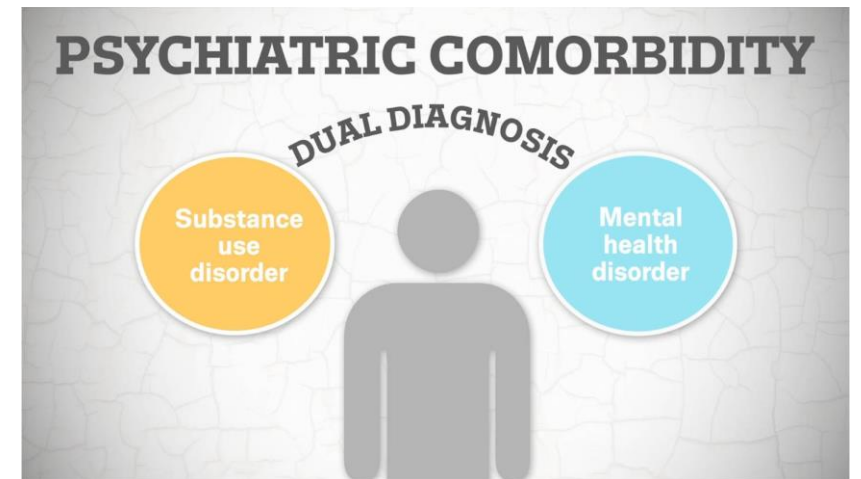 PSYCHIATRIC COMORBIDITY
DUAL DIAGNOSIS
Substance
use
disorder
Mental
health
disorder